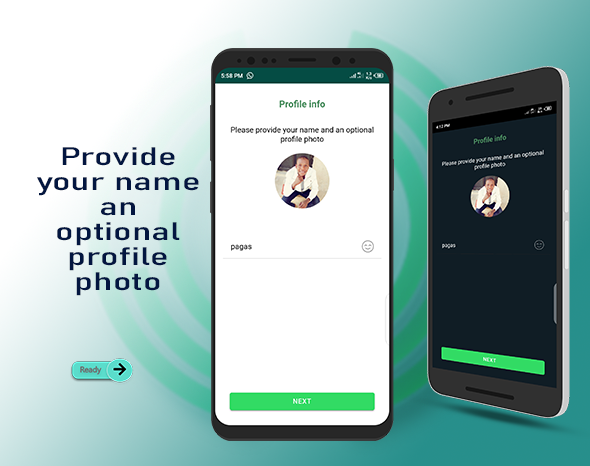 Provide
your name
an
optional
profile
photo
Ready
5:58 PM
Profile info
Please provide your name and an optional
profile photo
pagas
NEXT
4:13 PM
Profile info
Please provide your name and an optional
profile photo
pagas
NEXT